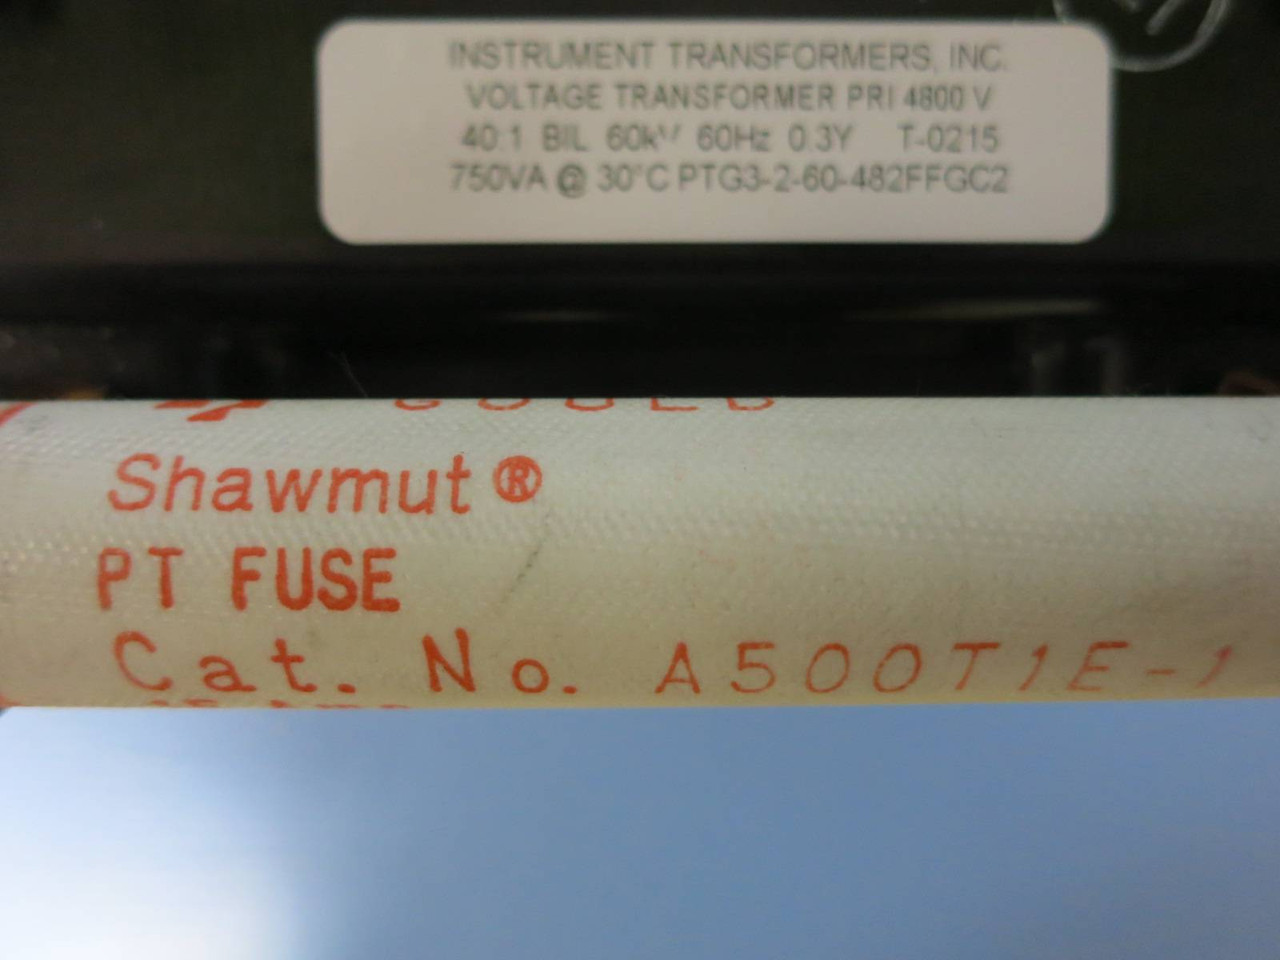 INSTRUMENT TRANSFORMERS, INC.
VOLTAGE TRANSFORMER PRI 4800 V
40:1 BIL 60kV 60Hz 0.3Y T-0215
750VA @ 30°C PTG3-2-60-482FFGC2
Shawmut®
PT FUSE
Cat. No. A500T1E-1